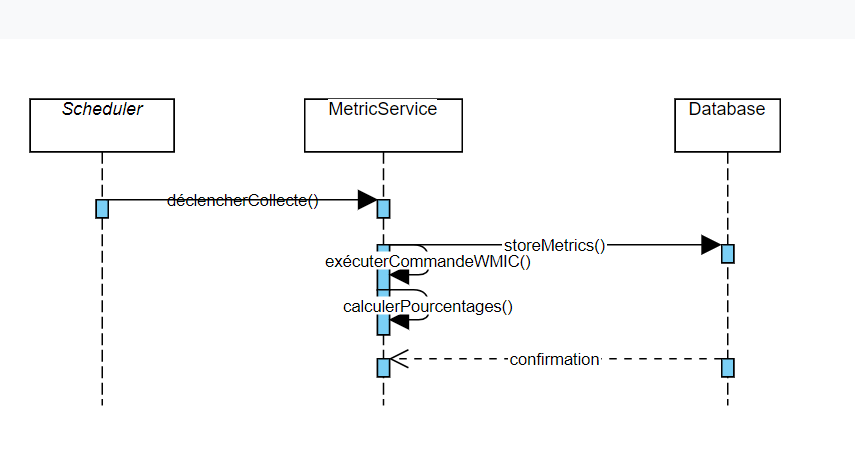 Scheduler
MetricService
Database
déclencherCollecte()
storeMetrics()
exécuterCommandeWMIC()
calculerPourcentages()
confirmation